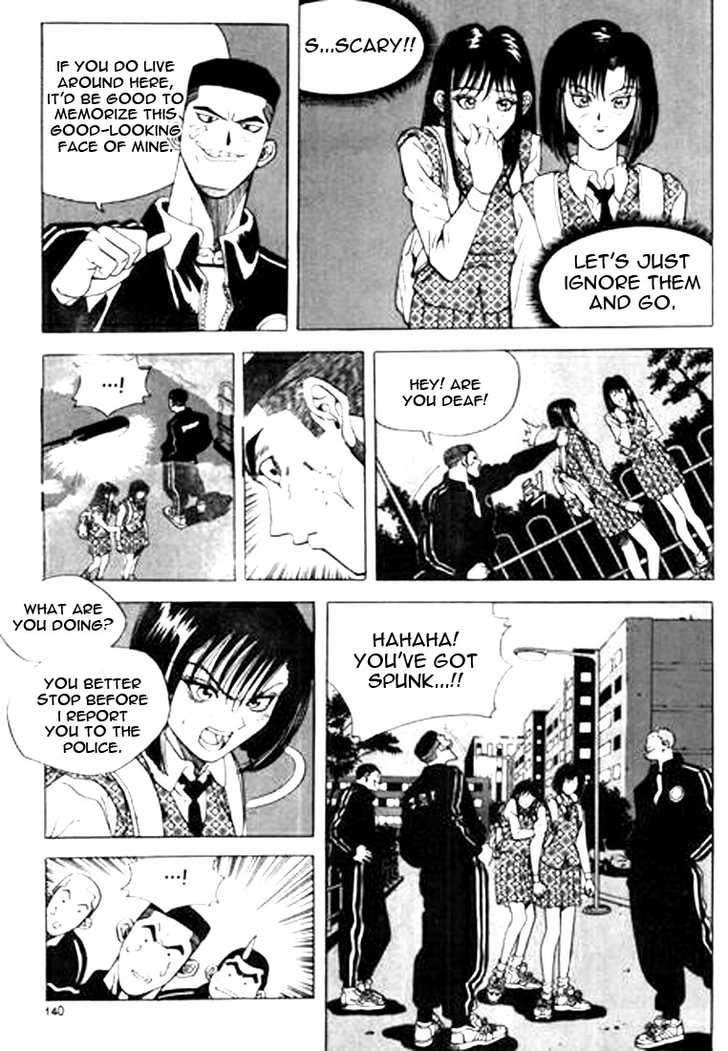 IF YOU DO LIVE
AROUND HERE,
IT'D BE GOOD TO
MEMORIZE THIS
GOOD-LOOKING
FACE OF MINE.
S...SCARY!!
LET'S JUST
IGNORE THEM
AND GO.
...!
HEY! ARE
YOU DEAF!
WHAT ARE
YOU DOING?
YOU BETTER
STOP BEFORE
I REPORT
YOU TO THE
POLICE.
HAHAHA!
YOU'VE GOT
SPUNK...!!
...!
140